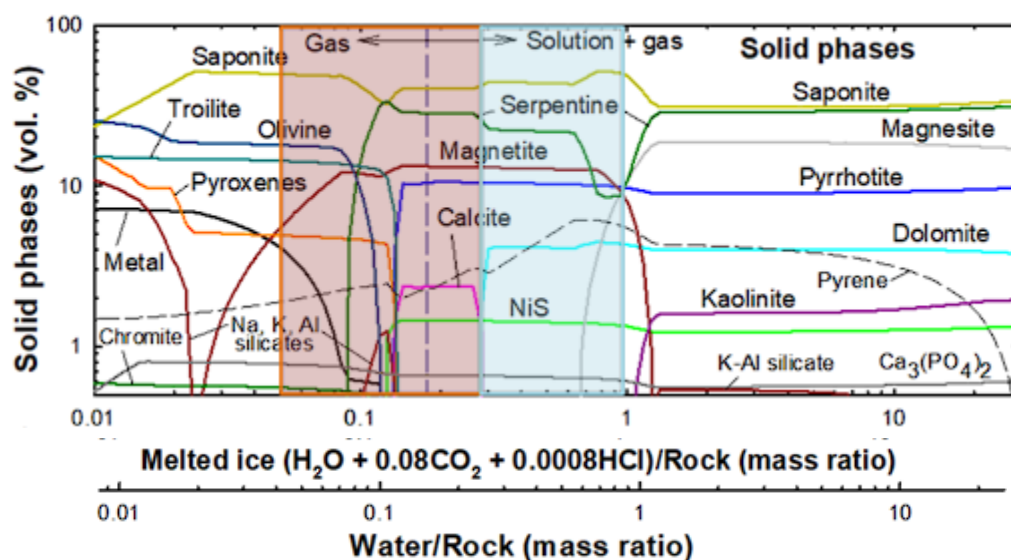 100
Gas
Solution + gas
Solid phases
Saponite
Troilite
Serpentine
Saponite
Olivine
Magnetite
Magnesite
10
Pyroxenes
Pyrrhotite
Calcite
Metal
Dolomite
Pyrene
NiS
Kaolinite
Chromite
Na, K, Al
silicates
1
K-Al silicate
Ca3(PO4)2
Solid phases (vol. %)
0.01
0.1
1
10
Melted ice (H2O + 0.08CO2 + 0.0008HCl)/Rock (mass ratio)
0.01
0.1
1
10
Water/Rock (mass ratio)